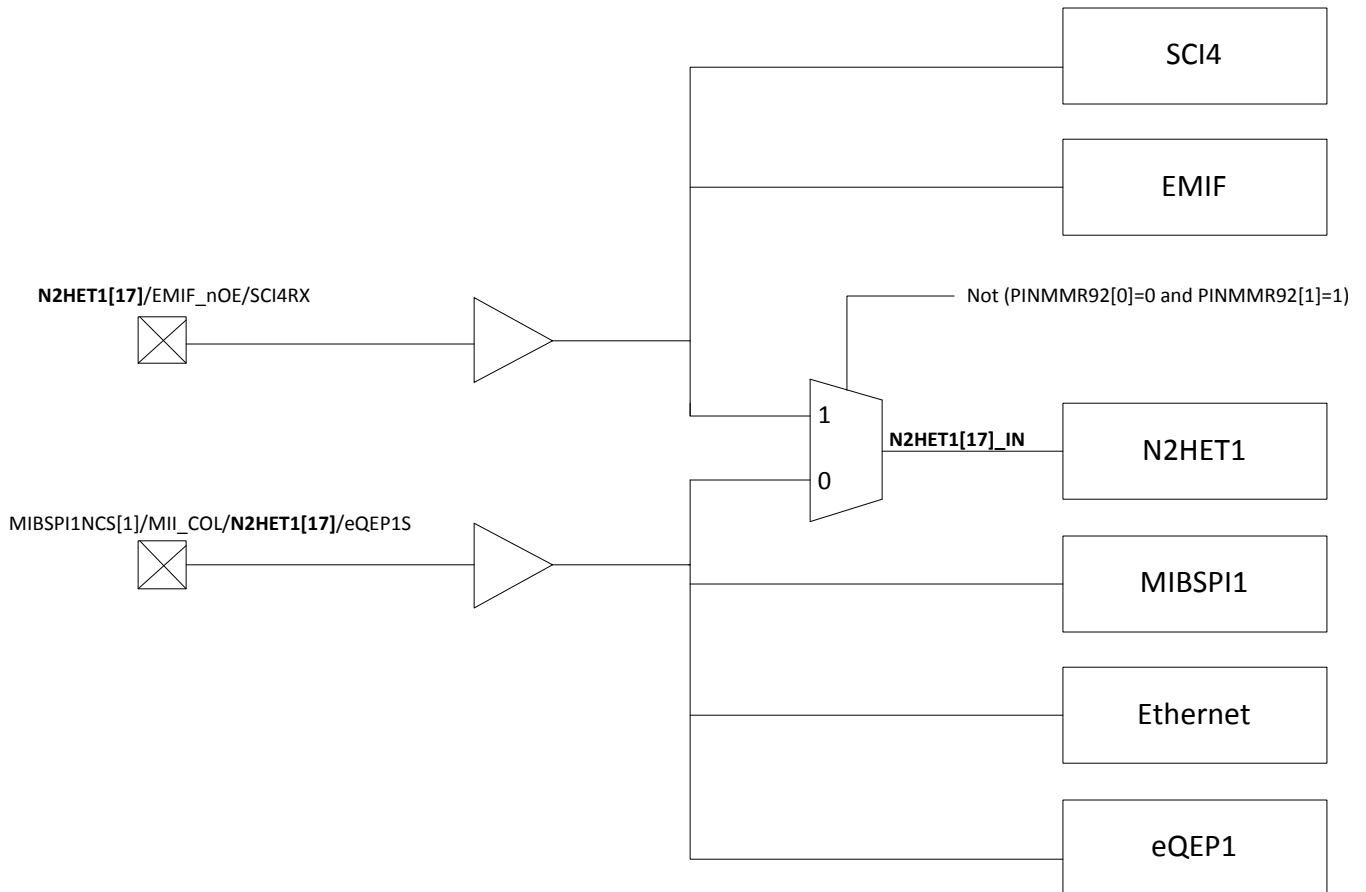 SCI4
EMIF
N2HET1[17]/EMIF_nOE/SCI4RX
Not (PINMMR92[0]=0 and PINMMR92[1]=1)
1
N2HET1[17]_IN
N2HET1
0
MIBSPI1NCS[1]/MII_COL/N2HET1[17]/eQEP1S
MIBSPI1
Ethernet
eQEP1